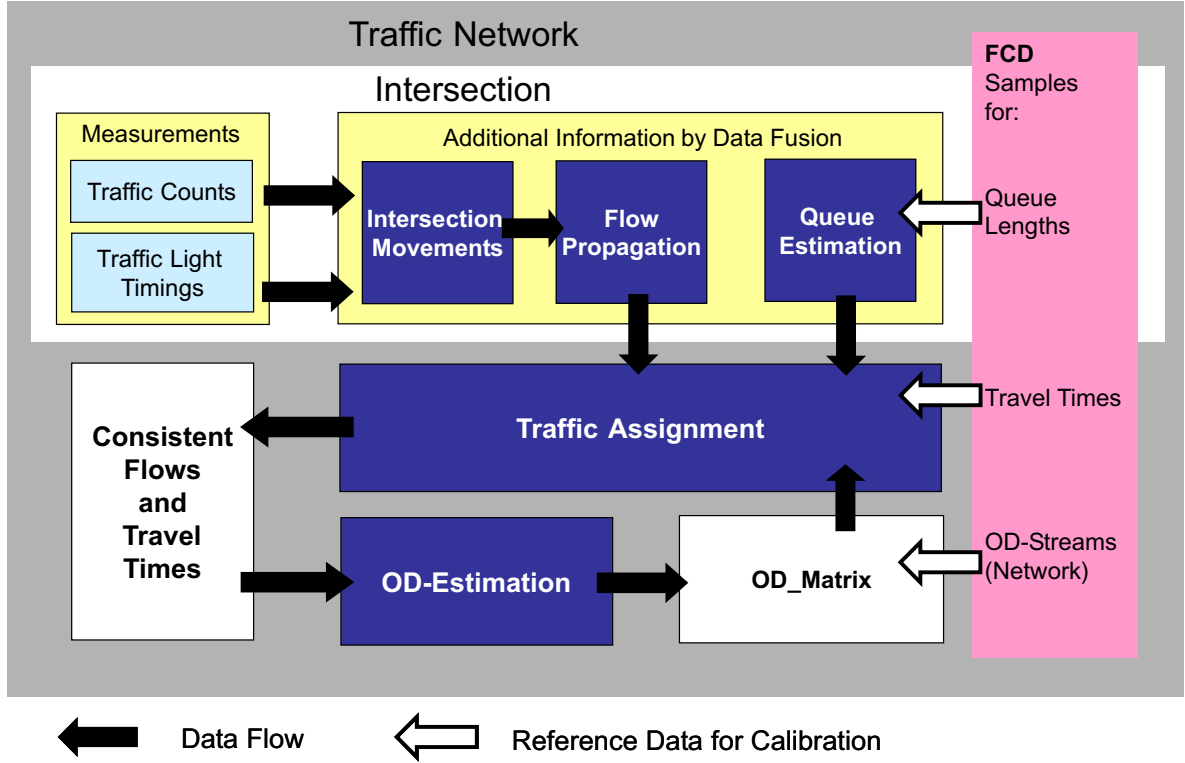 Traffic Network
Intersection
Measurements
Traffic Counts
Traffic Light
Timings
Additional Information by Data Fusion
Intersection
Movements
Flow
Propagation
Queue
Estimation
FCD
Samples
for:
Queue
Lengths
Travel Times
OD-Streams
(Network)
Consistent
Flows
and
Travel
Times
Traffic Assignment
OD-Estimation
OD_Matrix
Data Flow
Reference Data for Calibration